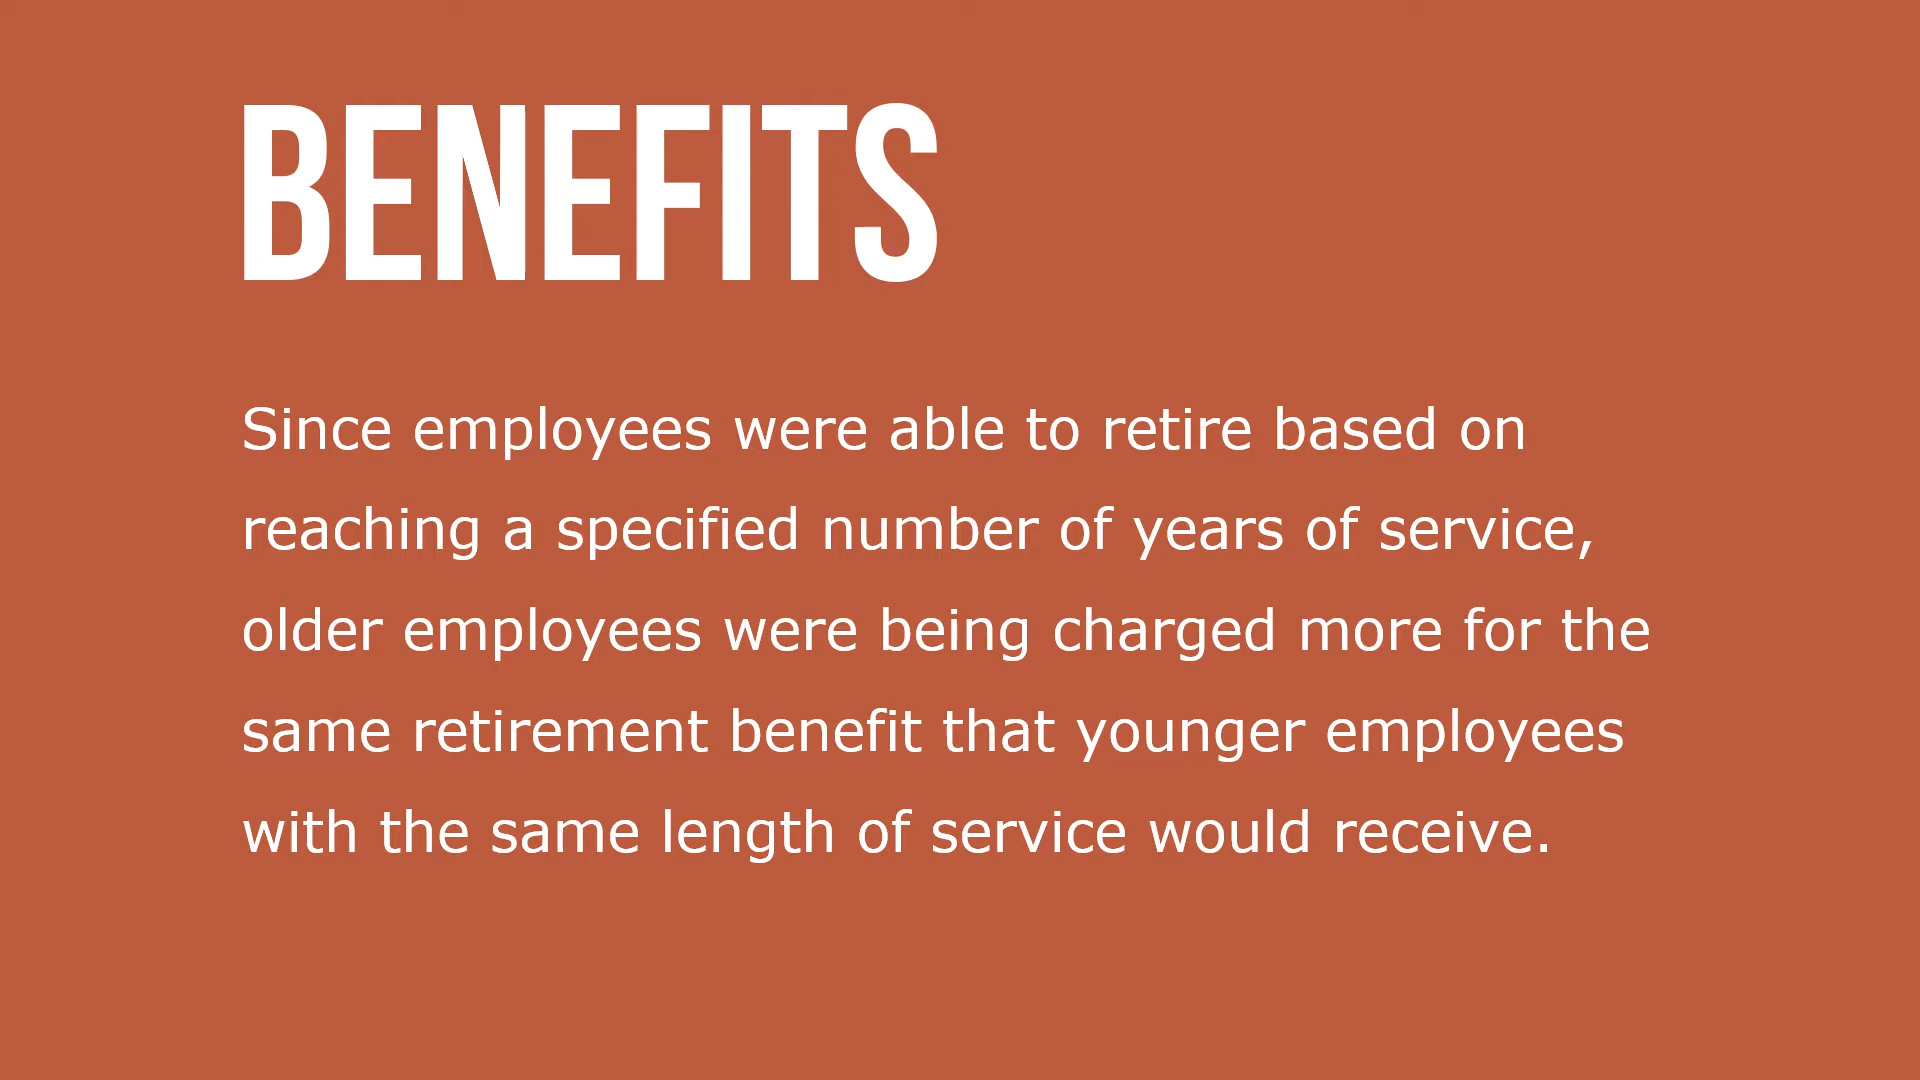 BENEFITS
Since employees were able to retire based on
reaching a specified number of years of service,
older employees were being charged more for the
same retirement benefit that younger employees
with the same length of service would receive.